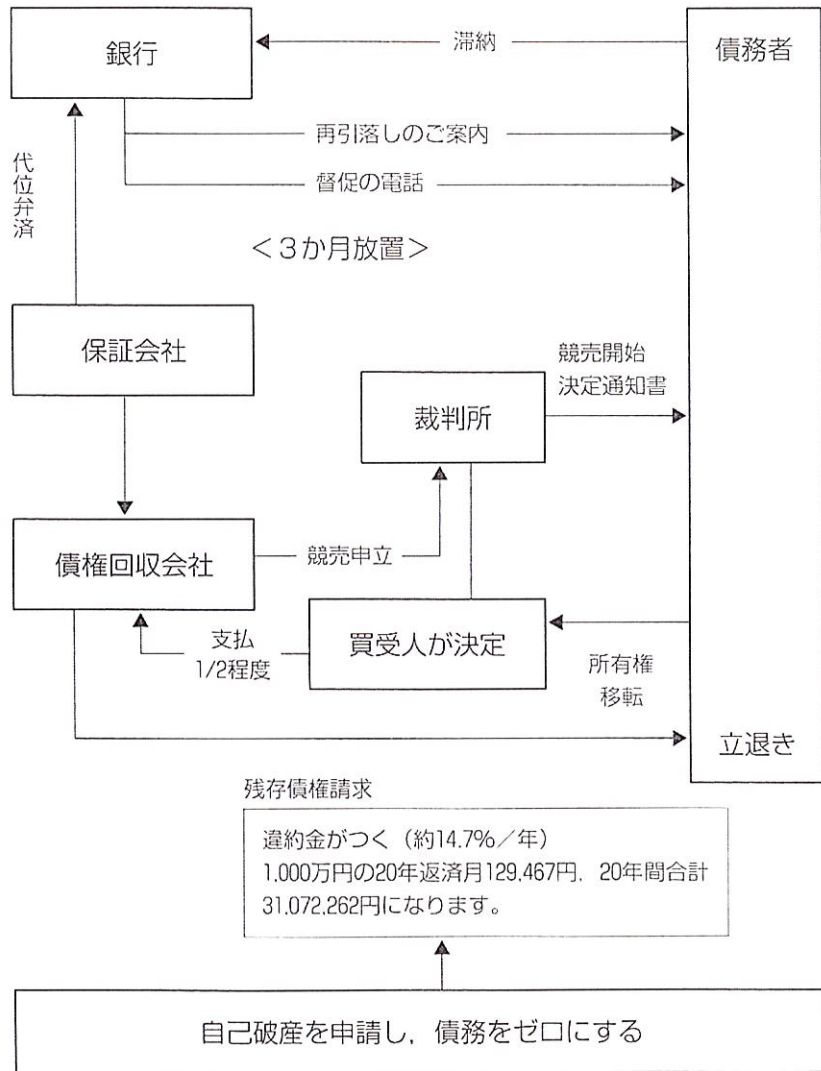 銀行
滞納
債務者
再引落しのご案内
督促の電話
代位弁済
<3か月放置>
保証会社
競売開始
決定通知書
裁判所
債権回収会社
競売申立
支払
1/2程度
買受人が決定
所有権
移転
立退き
残存債権請求
違約金がつく（約14.7%／年）
1,000万円の20年返済月129,467円，20年間合計
31,072,262円になります。
自己破産を申請し，債務をゼロにする